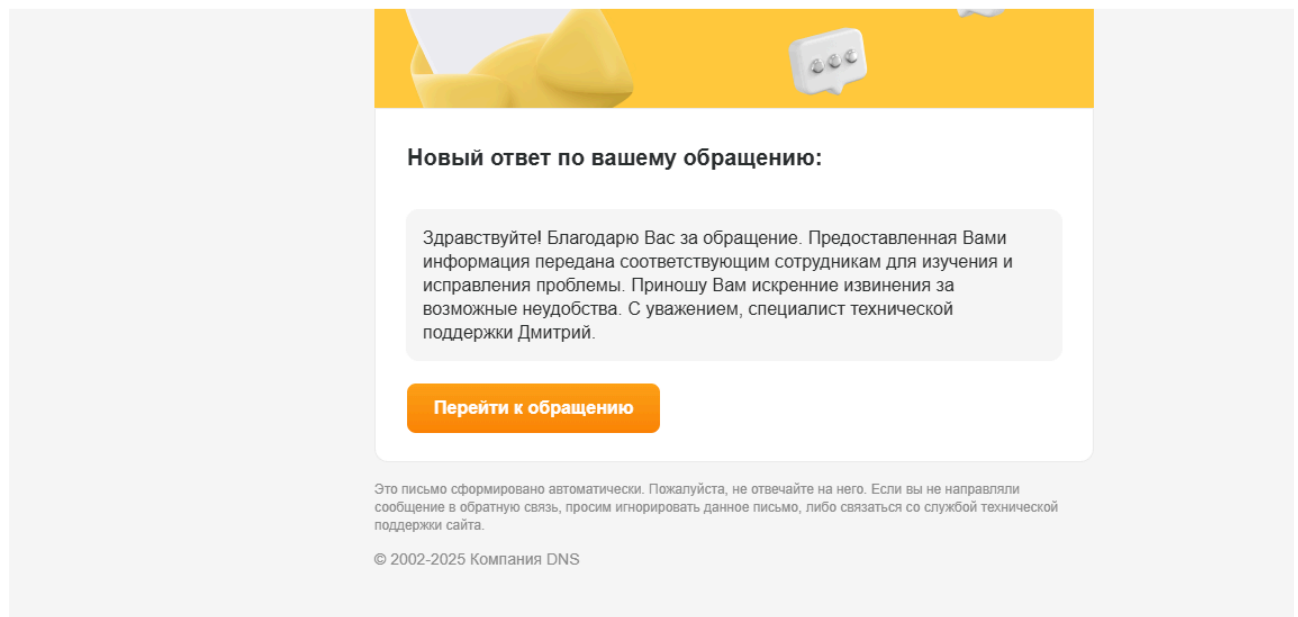 Новый ответ по вашему обращению:
Здравствуйте! Благодарю Вас за обращение. Предоставленная Вами
информация передана соответствующим сотрудникам для изучения и
исправления проблемы. Приношу Вам искренние извинения за
возможные неудобства. С уважением, специалист технической
поддержки Дмитрий.
Перейти к обращению
Это письмо сформировано автоматически. Пожалуйста, не отвечайте на него. Если вы не направляли
сообщение в обратную связь, просим игнорировать данное письмо, либо связаться со службой технической
поддержки сайта.
© 2002-2025 Компания DNS